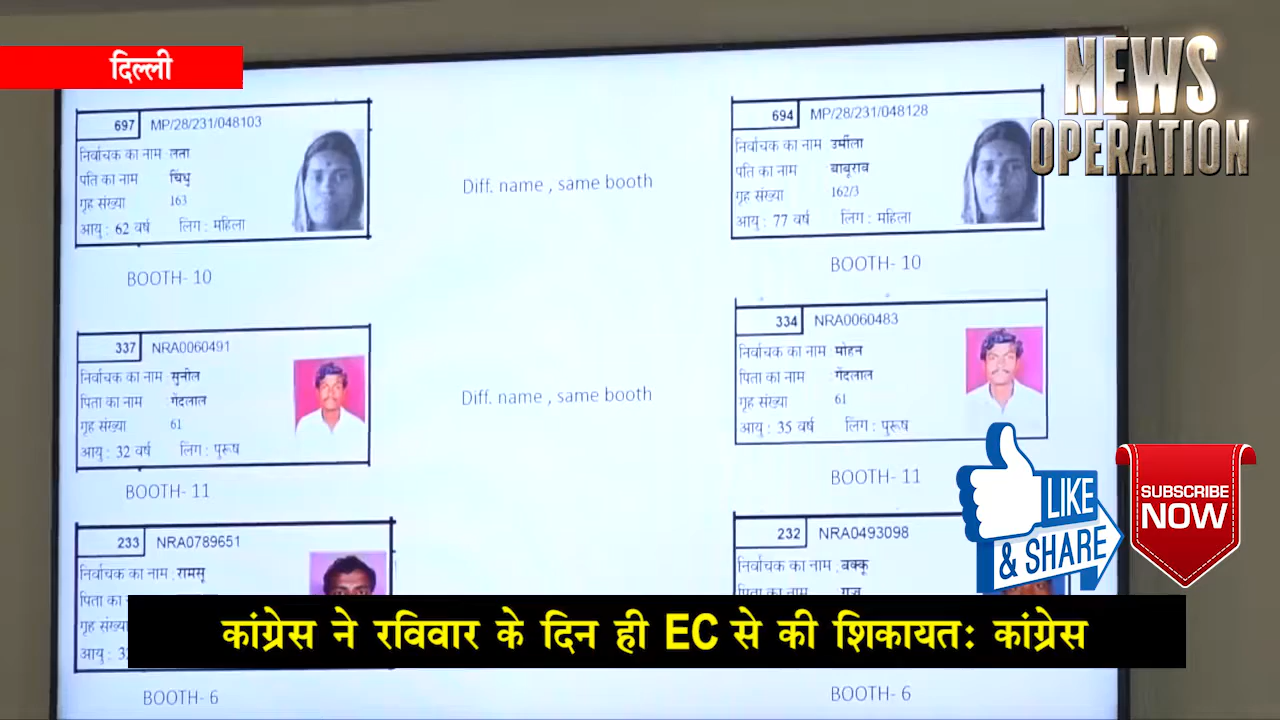 दिल्ली
NEWS
OPERATION
697 MP/28/231/048103
निर्वाचक का नाम लता
पति का नाम चिंधु
गृह संख्या 163
आयु : 62 वर्ष लिंग : महिला
BOOTH- 10
Diff. name , same booth
694 MP/28/231/048128
निर्वाचक का नाम उर्मीला
पति का नाम बाबूराव
गृह संख्या 162/3
आयु : 77 वर्ष लिंग : महिला
BOOTH- 10
337 NRA0060491
निर्वाचक का नाम सुनील
पिता का नाम गेंदलाल
गृह संख्या 61
आयु : 32 वर्ष लिंग : पुरूष
BOOTH- 11
Diff. name , same booth
334 NRA0060483
निर्वाचक का नाम मोहन
पिता का नाम गेंदलाल
गृह संख्या 61
आयु : 35 वर्ष लिंग : पुरूष
BOOTH- 11
233 NRA0789651
निर्वाचक का नाम : रामसू
पिता का
गृह संख्या
आयु :
BOOTH- 6
232 NRA0493098
निर्वाचक का नाम : बक्कू
पिता का नाम
BOOTH- 6
LIKE
& SHARE
SUBSCRIBE
NOW
कांग्रेस ने रविवार के दिन ही EC से की शिकायत: कांग्रेस